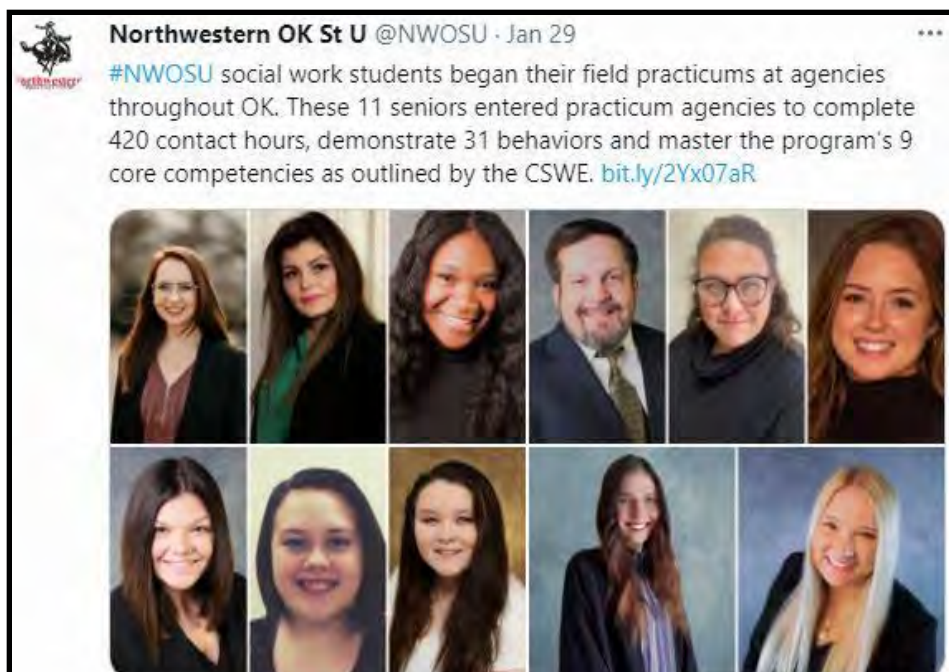 Northwestern OK St U @NWOSU · Jan 29
#NWOSU social work students began their field practicums at agencies
throughout OK. These 11 seniors entered practicum agencies to complete
420 contact hours, demonstrate 31 behaviors and master the program's 9
core competencies as outlined by the CSWE. bit.ly/2Yx07aR
northwestern